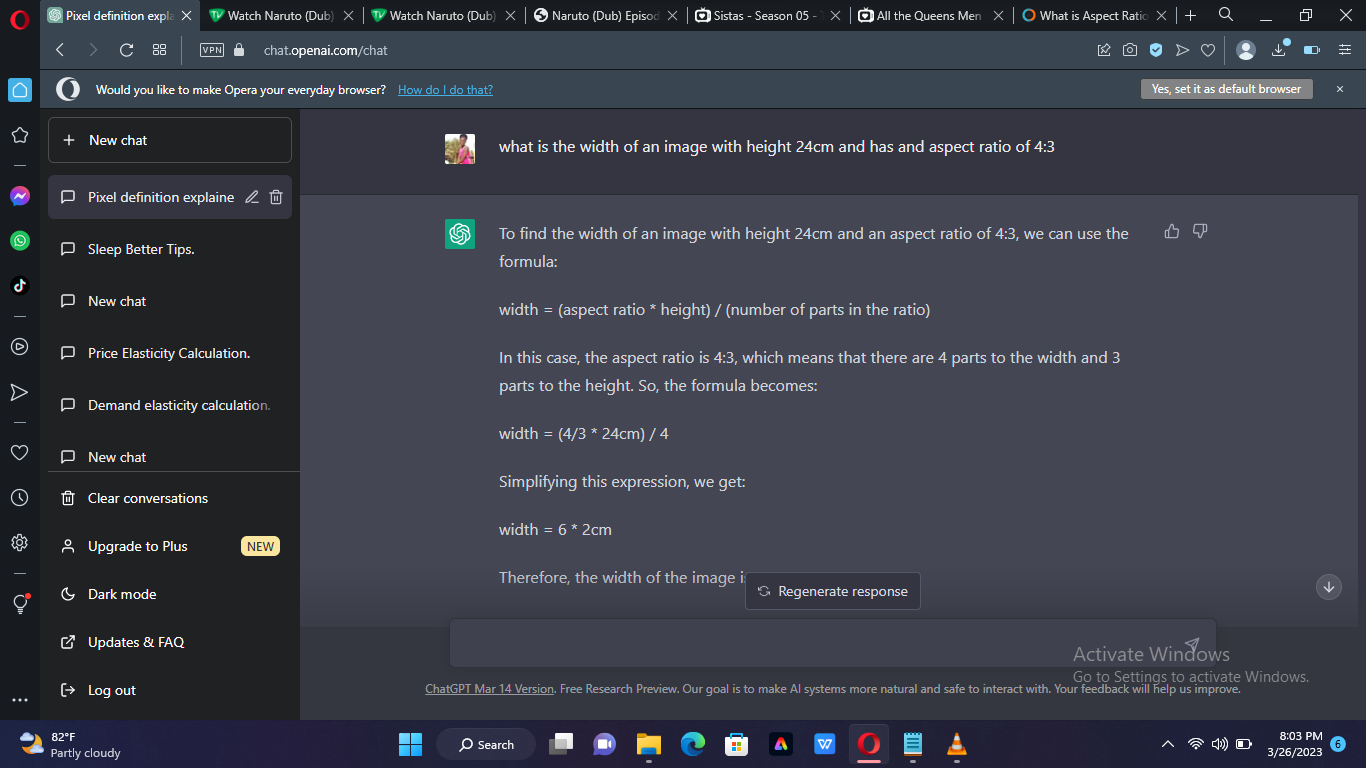 Pixel definition expla
Watch Naruto (Dub)
Watch Naruto (Dub)
Naruto (Dub) Episod
Sistas - Season 05 -
All the Queens Men
What is Aspect Ratio
VPN
chat.openai.com/chat
Would you like to make Opera your everyday browser? How do I do that?
Yes, set it as default browser
New chat
Pixel definition explaine
Sleep Better Tips.
New chat
Price Elasticity Calculation.
Demand elasticity calculation.
New chat
Clear conversations
Upgrade to Plus NEW
Dark mode
Updates & FAQ
Log out
what is the width of an image with height 24cm and has and aspect ratio of 4:3
To find the width of an image with height 24cm and an aspect ratio of 4:3, we can use the
formula:
width = (aspect ratio * height) / (number of parts in the ratio)
In this case, the aspect ratio is 4:3, which means that there are 4 parts to the width and 3
parts to the height. So, the formula becomes:
width = (4/3 * 24cm) / 4
Simplifying this expression, we get:
width = 6 * 2cm
Therefore, the width of the image i
Regenerate response
Activate Windows
Go to Settings to activate Windows.
ChatGPT Mar 14 Version. Free Research Preview. Our goal is to make AI systems more natural and safe to interact with. Your feedback will help us improve.
82°F
Partly cloudy
Search
8:03 PM
3/26/2023
6